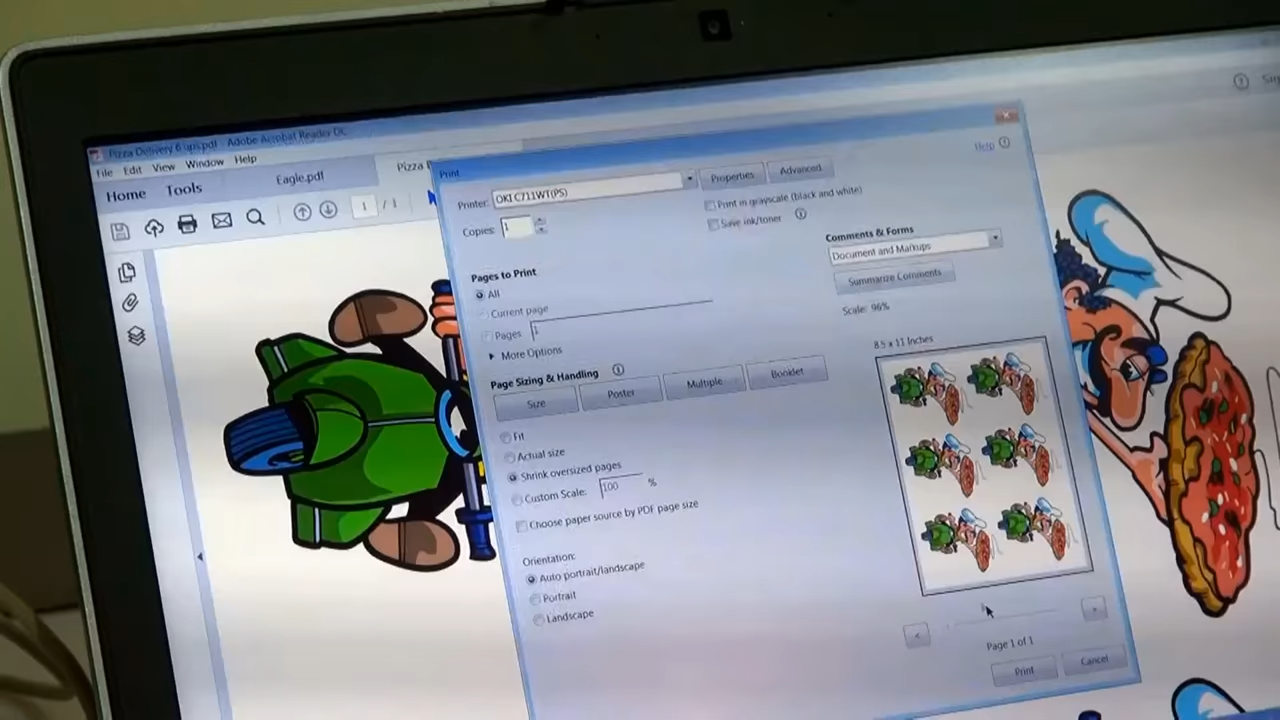 Pizza Delivery 6 ups.pdf - Adobe Acrobat Reader DC
File Edit View Window Help
Home Tools Eagle.pdf Pizza
1 / 1
Print
Help
Printer: OKI C711WT(PS) Properties Advanced
Copies: 1 Print in grayscale (black and white)
Save ink/toner
Pages to Print
All
Current page
Pages 1
More Options
Comments & Forms
Document and Markups
Summarize Comments
Scale: 96%
8.5 x 11 Inches
Page Sizing & Handling
Size Poster Multiple Booklet
Fit
Actual size
Shrink oversized pages
Custom Scale: 100 %
Choose paper source by PDF page size
Orientation:
Auto portrait/landscape
Portrait
Landscape
< >
Page 1 of 1
Print Cancel